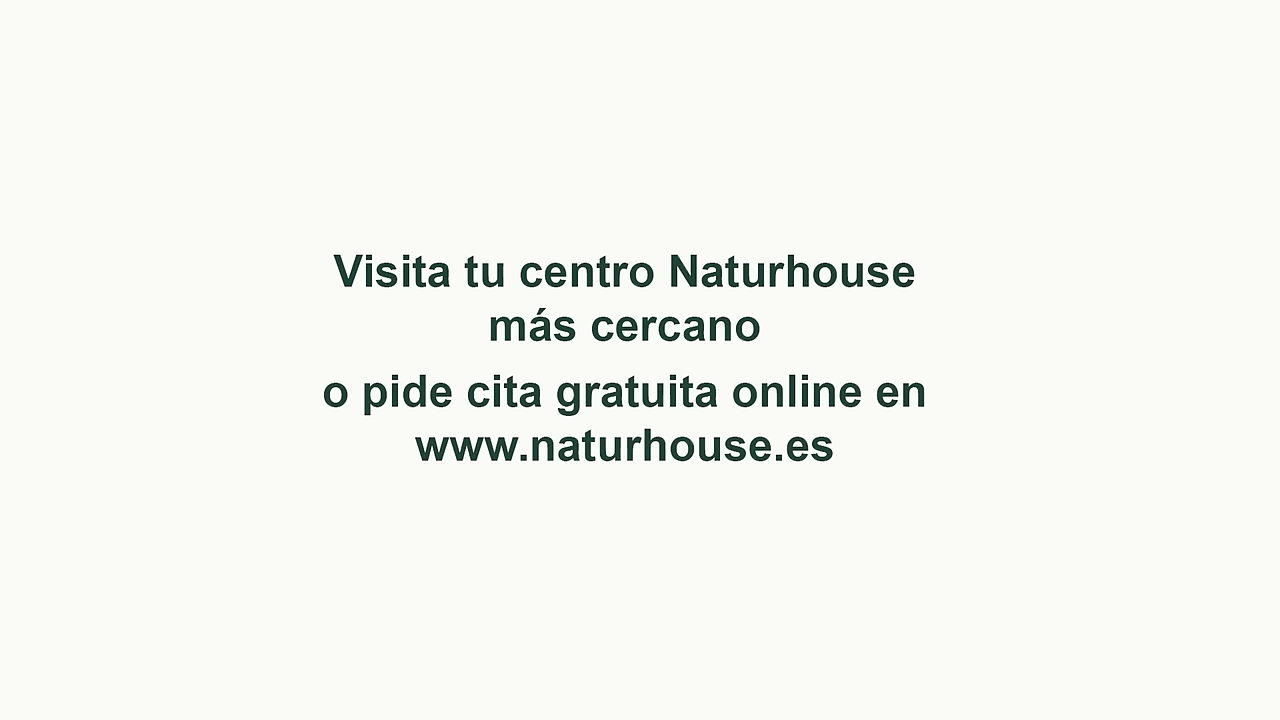 Visita tu centro Naturhouse
más cercano
o pide cita gratuita online en
www.naturhouse.es